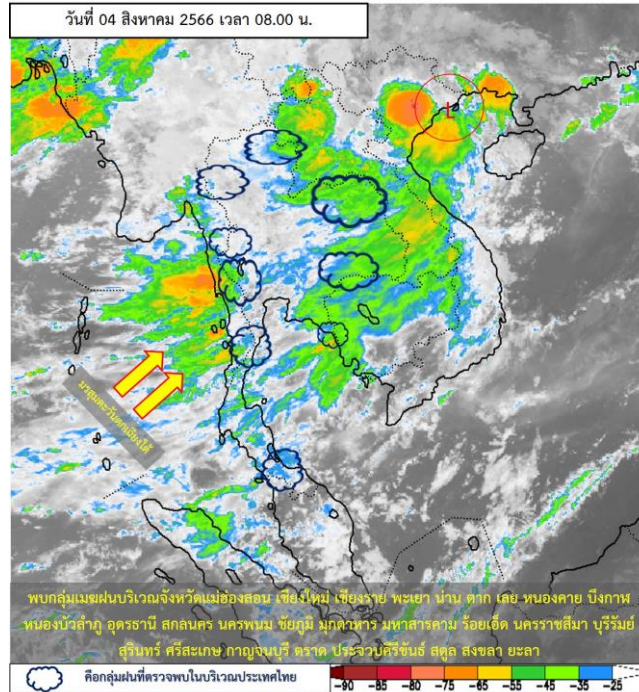 วันที่ 04 สิงหาคม 2566 เวลา 08.00 น.
L
มรสุมตะวันตกเฉียงใต้
พบกลุ่มเมฆฝนบริเวณจังหวัดแม่ฮ่องสอน เชียงใหม่ เชียงราย พะเยา น่าน ตาก เลย หนองคาย บึงกาฬ
หนองบัวลำภู อุดรธานี สกลนคร นครพนม ชัยภูมิ มุกดาหาร มหาสารคาม ร้อยเอ็ด นครราชสีมา บุรีรัมย์
สุรินทร์ ศรีสะเกษ กาญจนบุรี ตราด ประจวบคีรีขันธ์ สตูล สงขลา ยะลา
คือกลุ่มฝนที่ตรวจพบในบริเวณประเทศไทย
-90 -85 -80 -75 -65 -55 -45 -35 -25